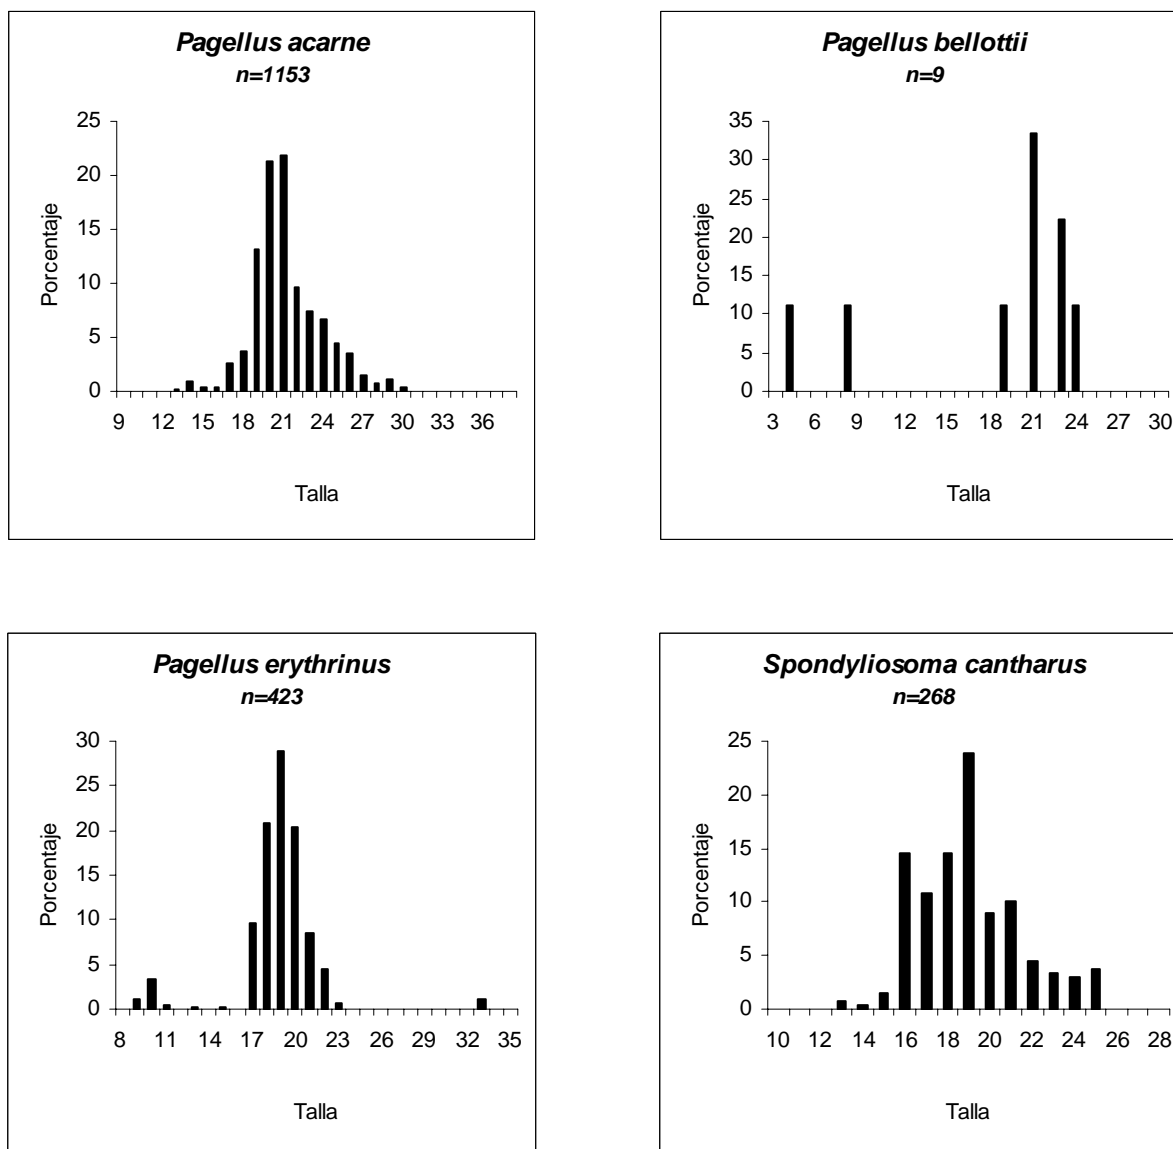 Pagellus acarne
n=1153
25
20
15
10
5
0
Porcentaje
9 12 15 18 21 24 27 30 33 36
Talla
Pagellus bellottii
n=9
35
30
25
20
15
10
5
0
Porcentaje
3 6 9 12 15 18 21 24 27 30
Talla
Pagellus erythrinus
n=423
30
25
20
15
10
5
0
Porcentaje
8 11 14 17 20 23 26 29 32 35
Talla
Spondyliosoma cantharus
n=268
25
20
15
10
5
0
Porcentaje
10 12 14 16 18 20 22 24 26 28
Talla